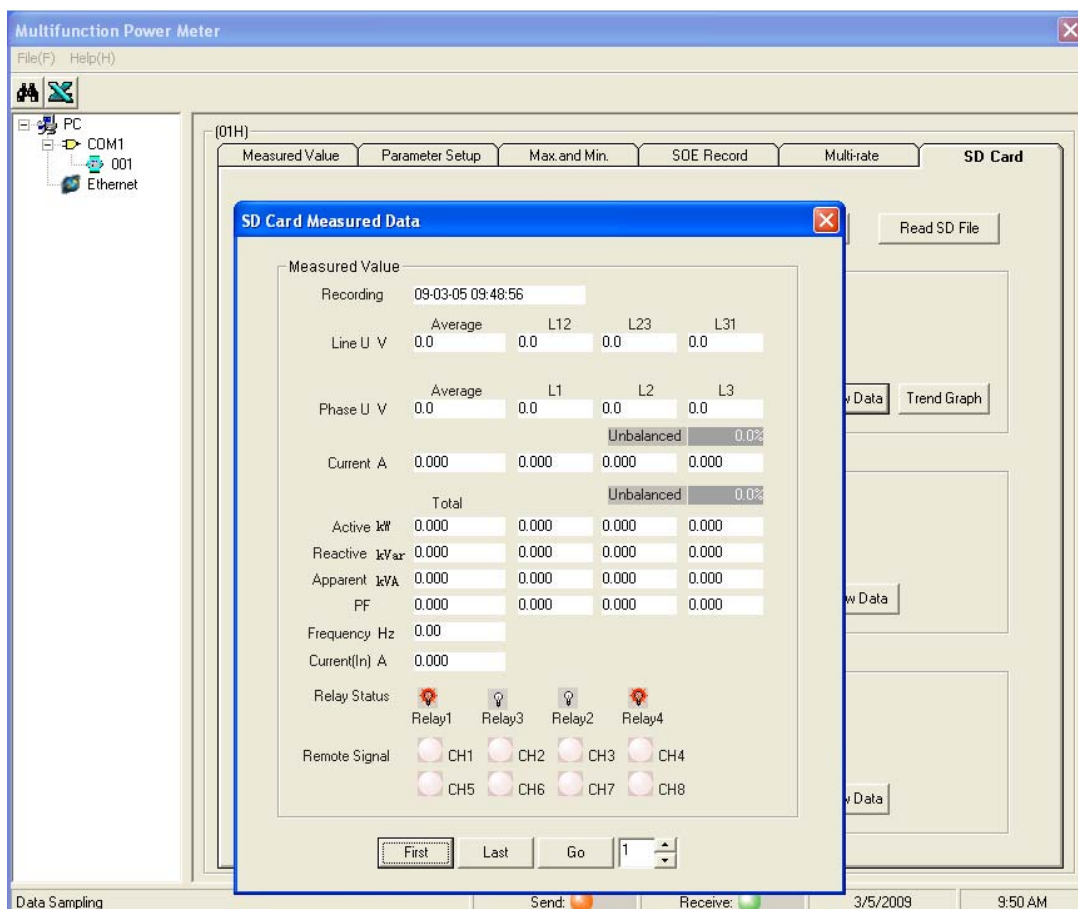 Multifunction Power Meter
File(F) Help(H)
PC
COM1
001
Ethernet
(01H)
Measured Value Parameter Setup Max.and Min. SOE Record Multi-rate SD Card
Read SD File
SD Card Measured Data
Measured Value
Recording 09-03-05 09:48:56
Average L12 L23 L31
Line U V 0.0 0.0 0.0 0.0
Average L1 L2 L3
Phase U V 0.0 0.0 0.0 0.0
Data Trend Graph
Unbalanced 0.0%
Current A 0.000 0.000 0.000 0.000
Unbalanced 0.0%
Total
Active kW 0.000 0.000 0.000 0.000
Reactive kVar 0.000 0.000 0.000 0.000
Apparent kVA 0.000 0.000 0.000 0.000
PF 0.000 0.000 0.000 0.000
w Data
Frequency Hz 0.00
Current(In) A 0.000
Relay Status
Relay1 Relay3 Relay2 Relay4
Remote Signal CH1 CH2 CH3 CH4
CH5 CH6 CH7 CH8
Data
First Last Go 1
Data Sampling Send: Receive: 3/5/2009 9:50 AM